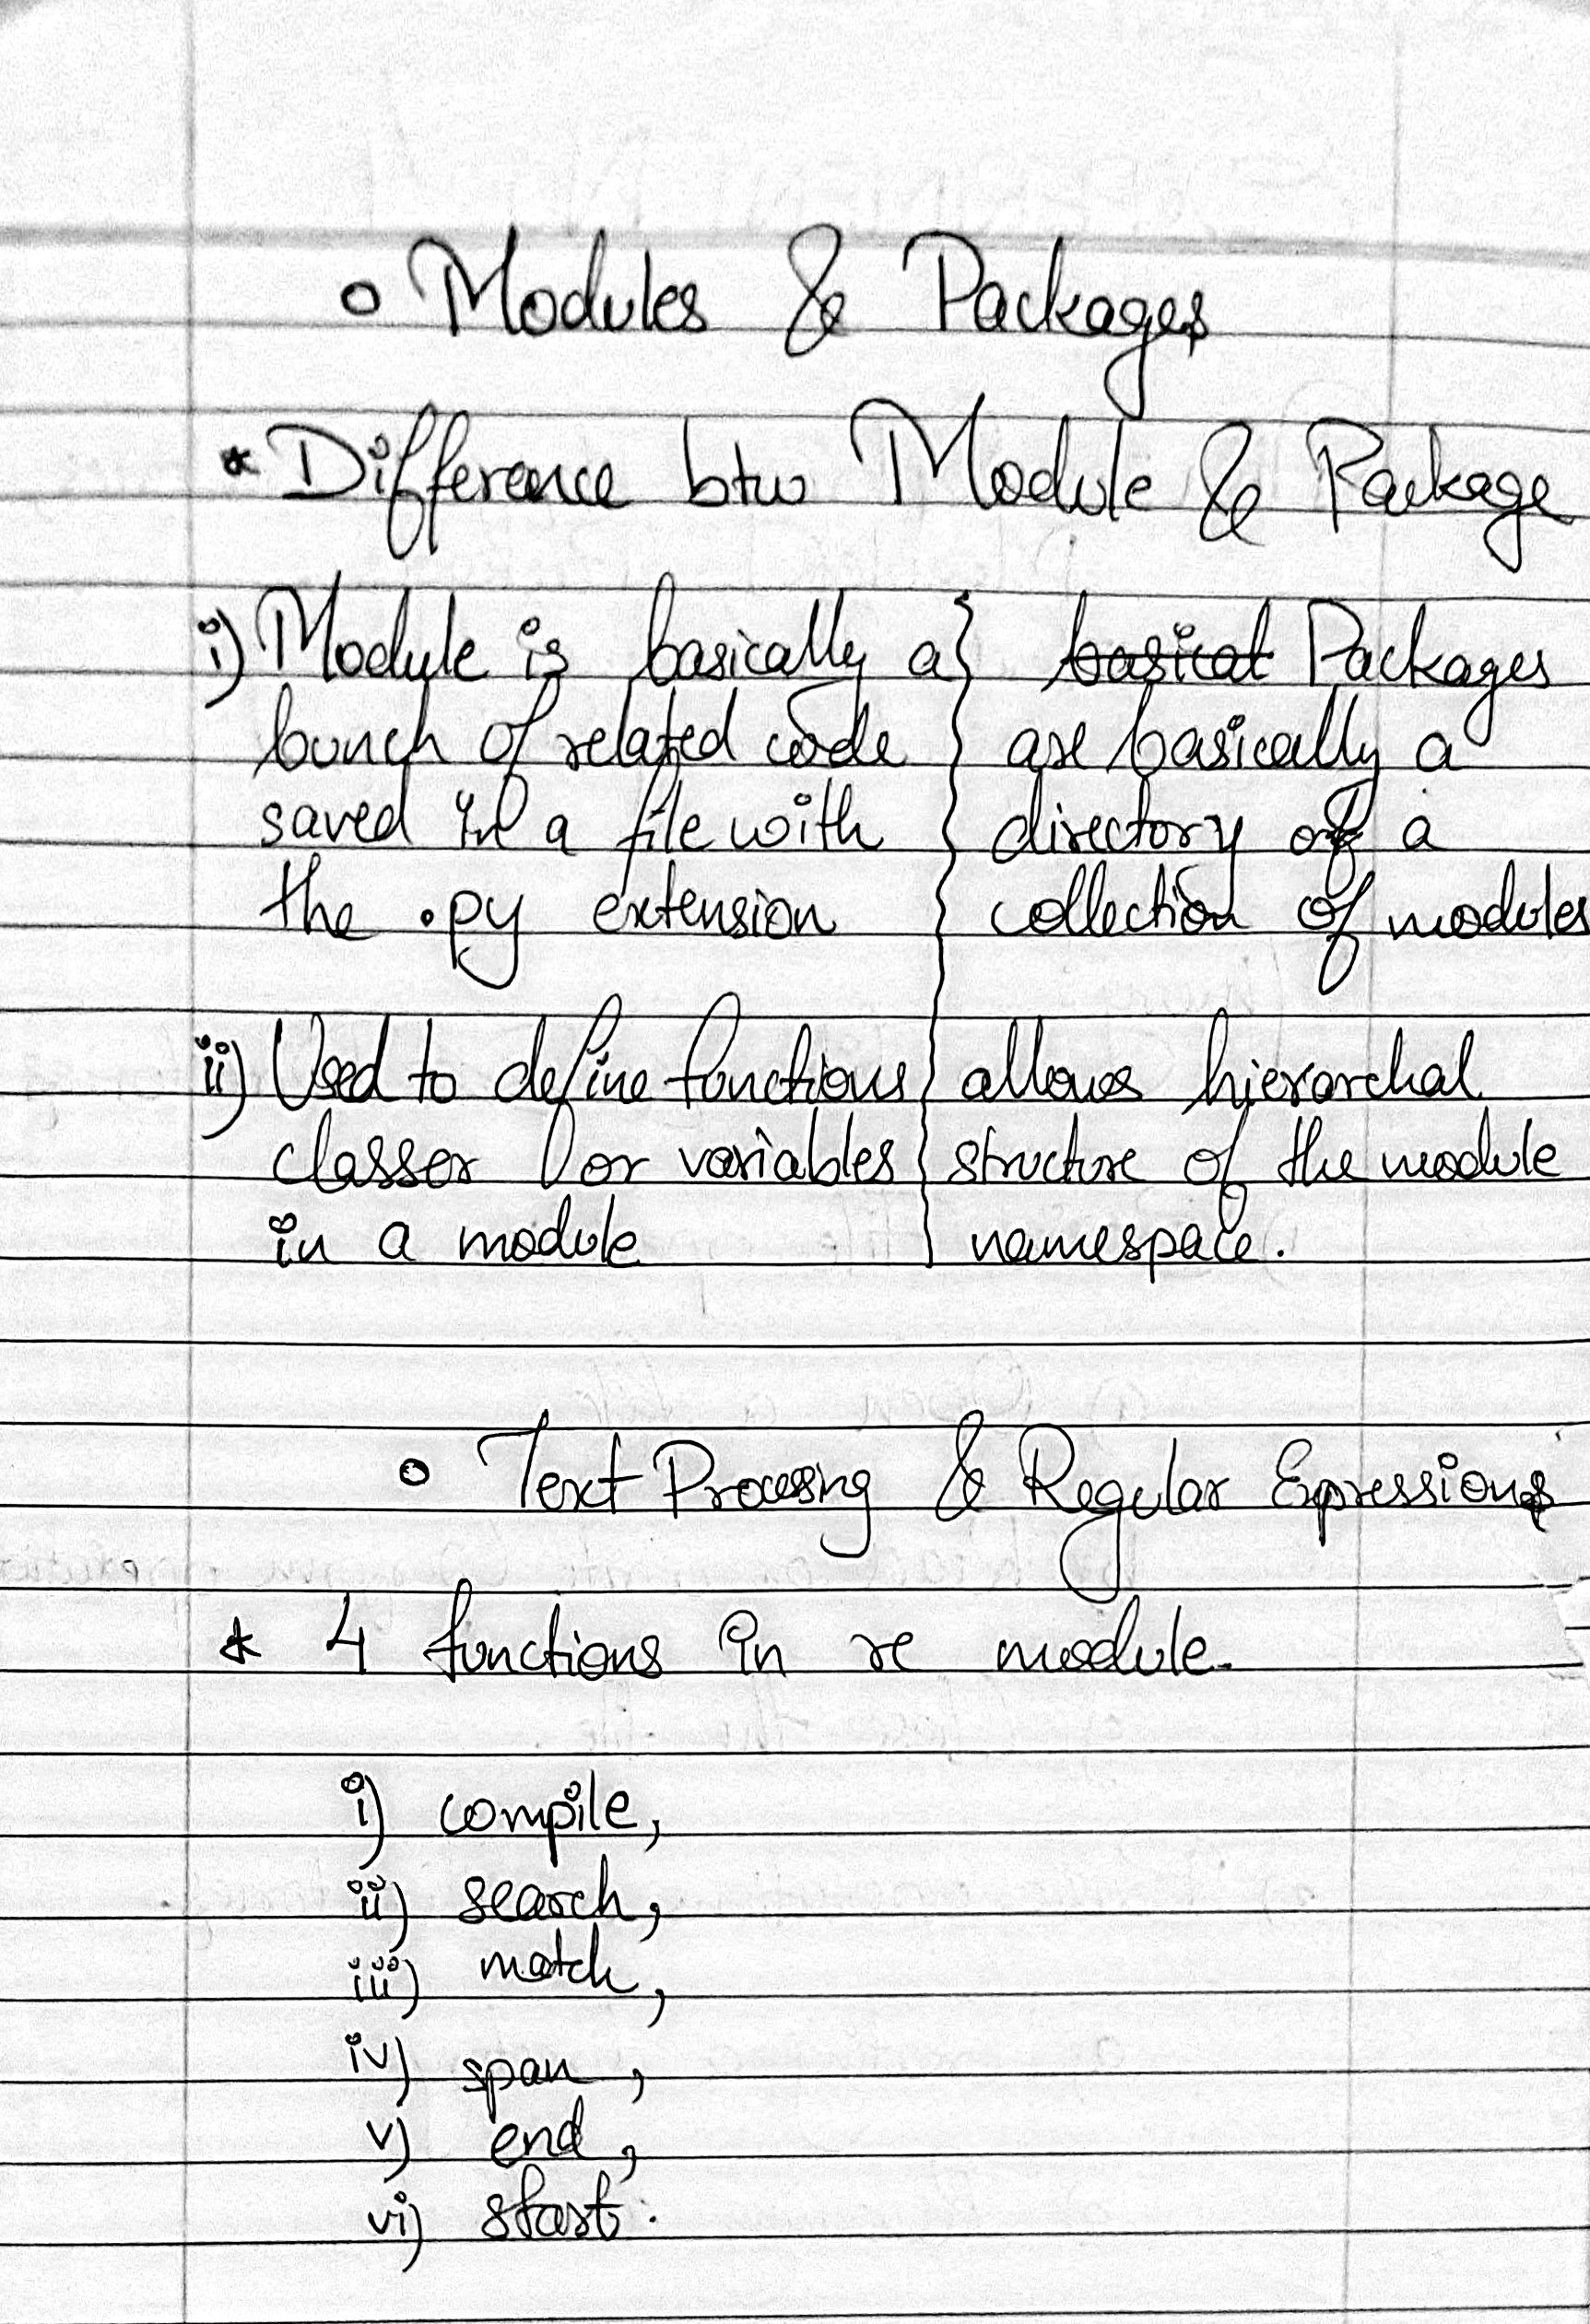 o Modules & Packages
* Difference btw Module & Package
i) Module is basically a
bunch of related code
saved in a file with
the .py extension
basical Packages
are basically a
directory of a
collection of modules
ii) Used to define functions
classes or variables
in a module
allows hierarchal
structure of the module
namespace.
o Text Processing & Regular Expressions
* 4 functions in re module.
i) compile,
ii) search,
iii) match,
iv) span,
v) end,
vi) start.